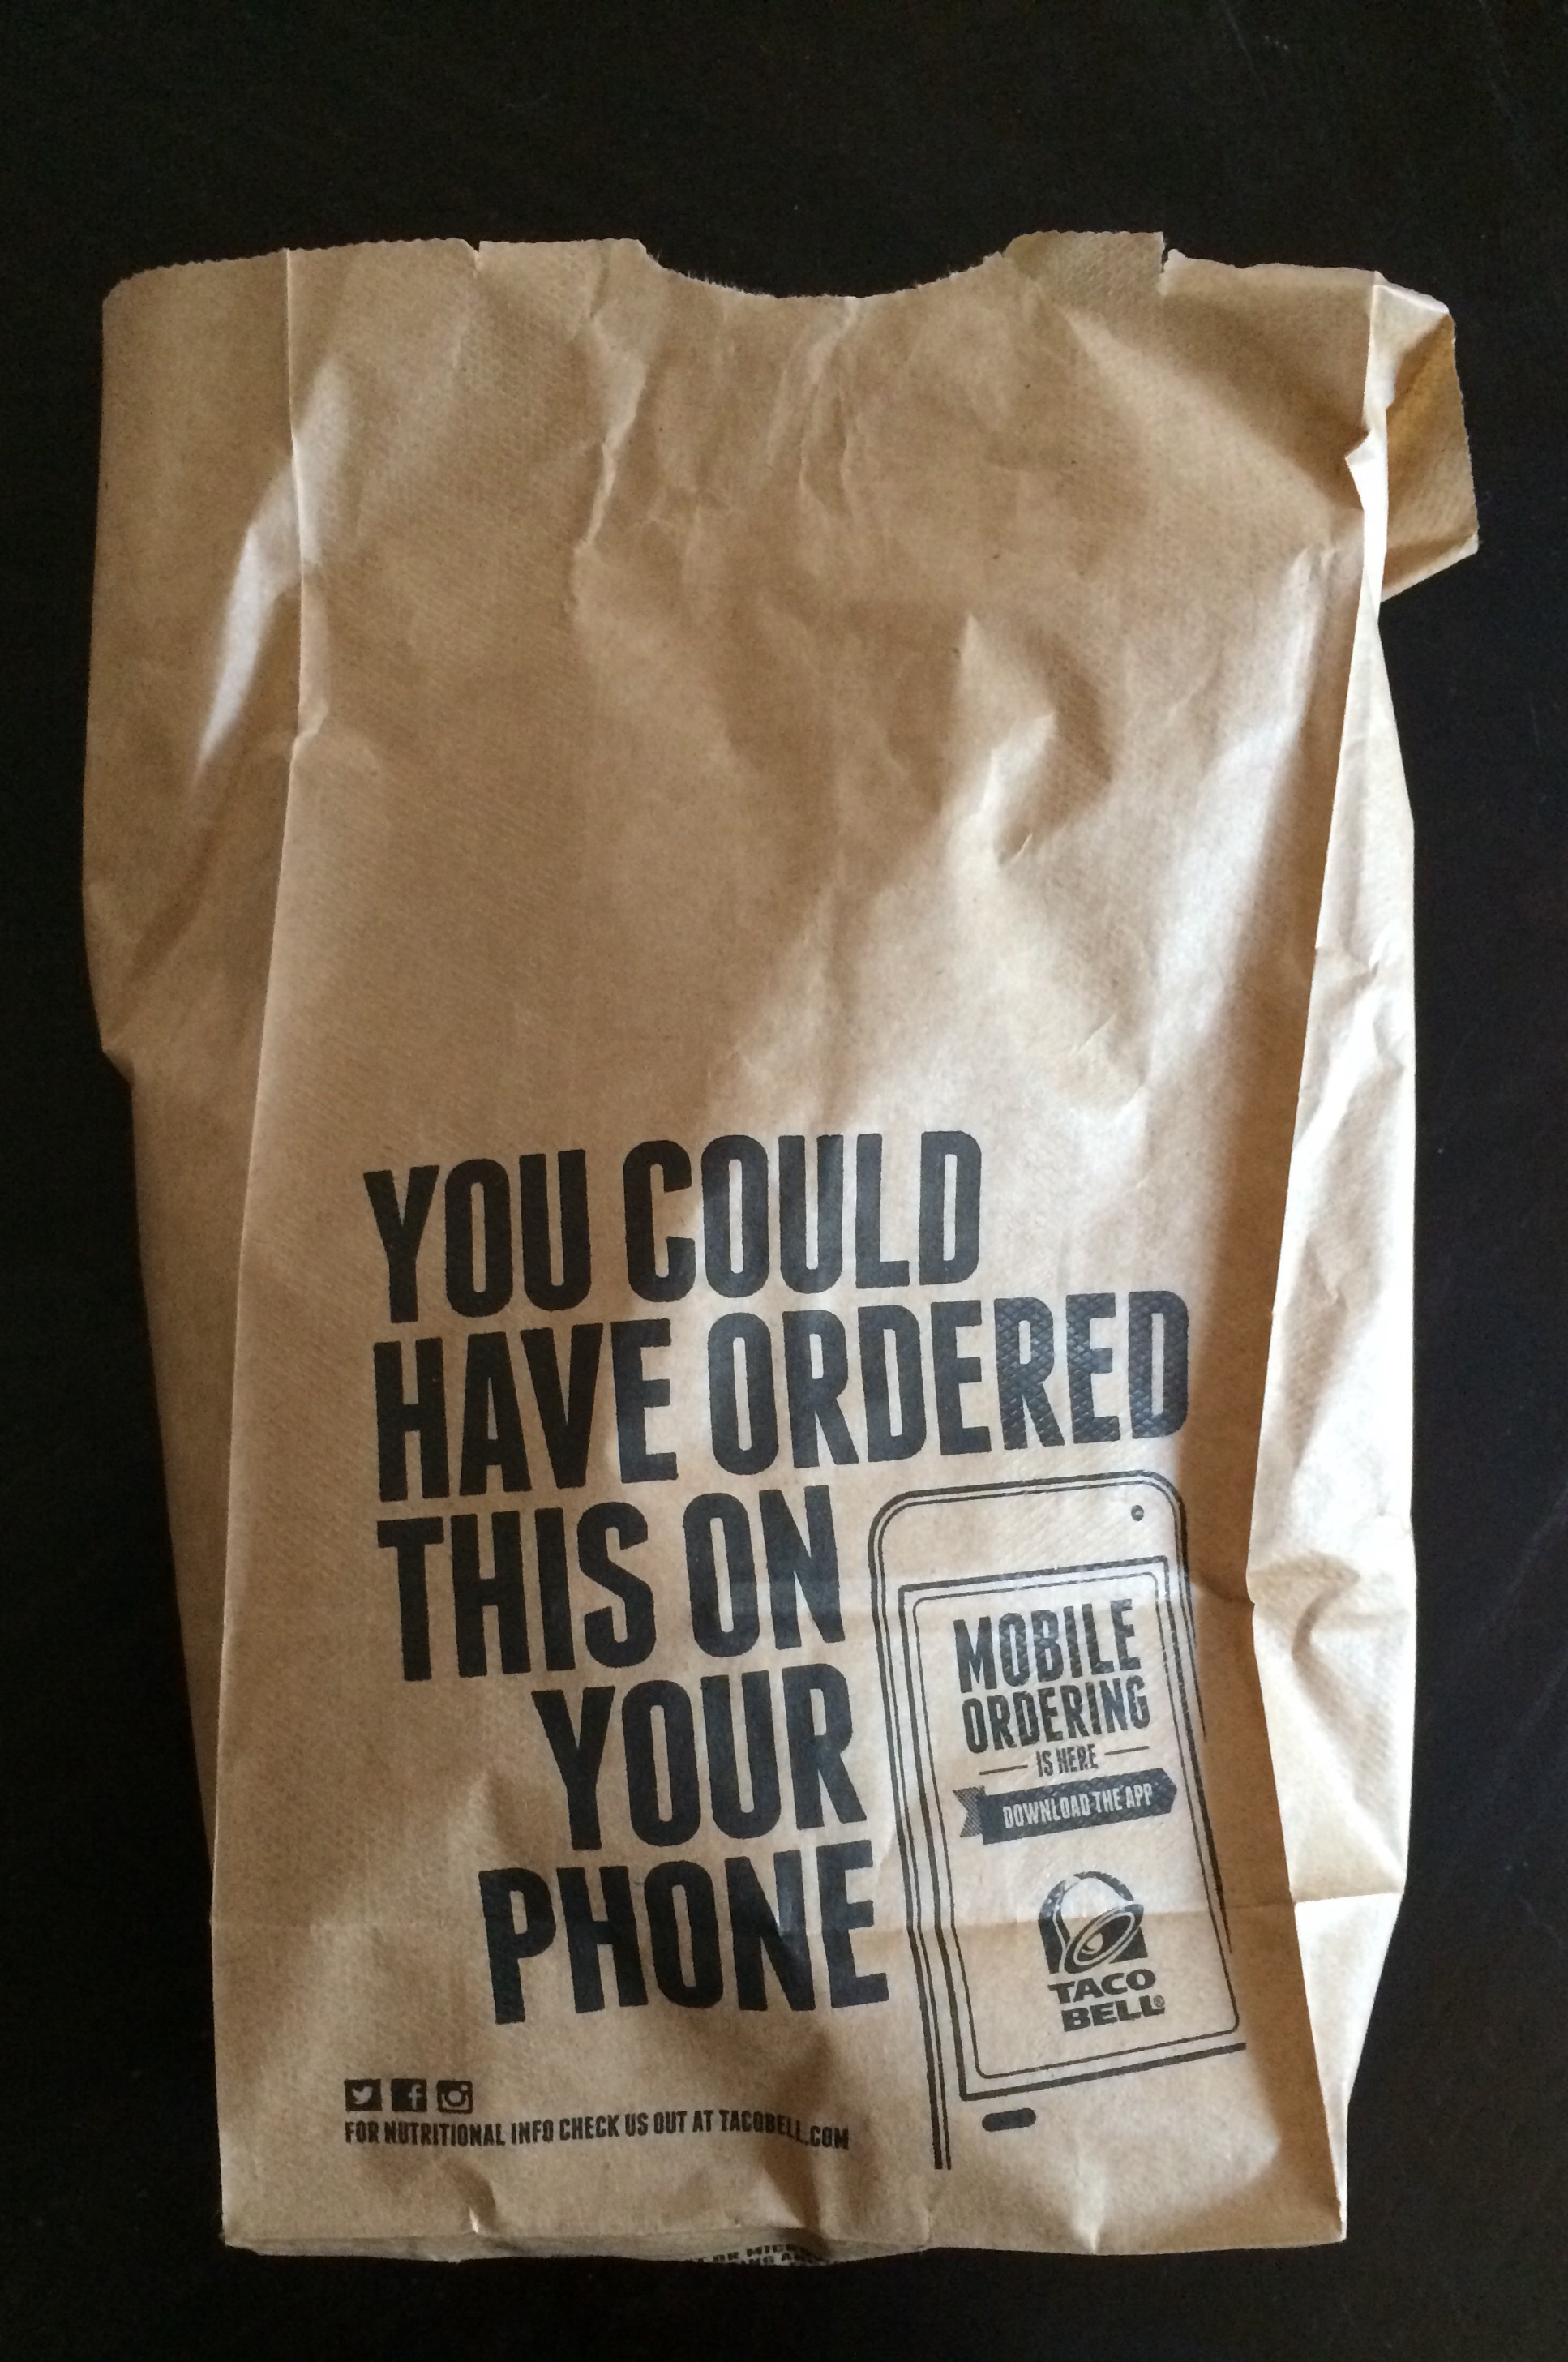 YOU COULD
HAVE ORDERED
THIS ON
YOUR
PHONE
MOBILE
ORDERING
IS HERE
DOWNLOAD THE APP
TACO
BELL®
FOR NUTRITIONAL INFO CHECK US OUT AT TACOBELL.COM